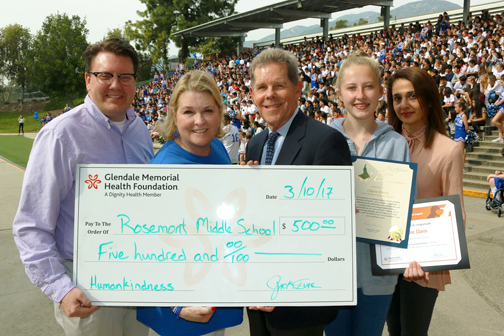 Glendale Memorial
Health Foundation
A Dignity Health Member
Date 3/10/17
Pay To The
Order Of Rosemont Middle School $ 500.00
Five hundred and 00/100 Dollars
Humankindness